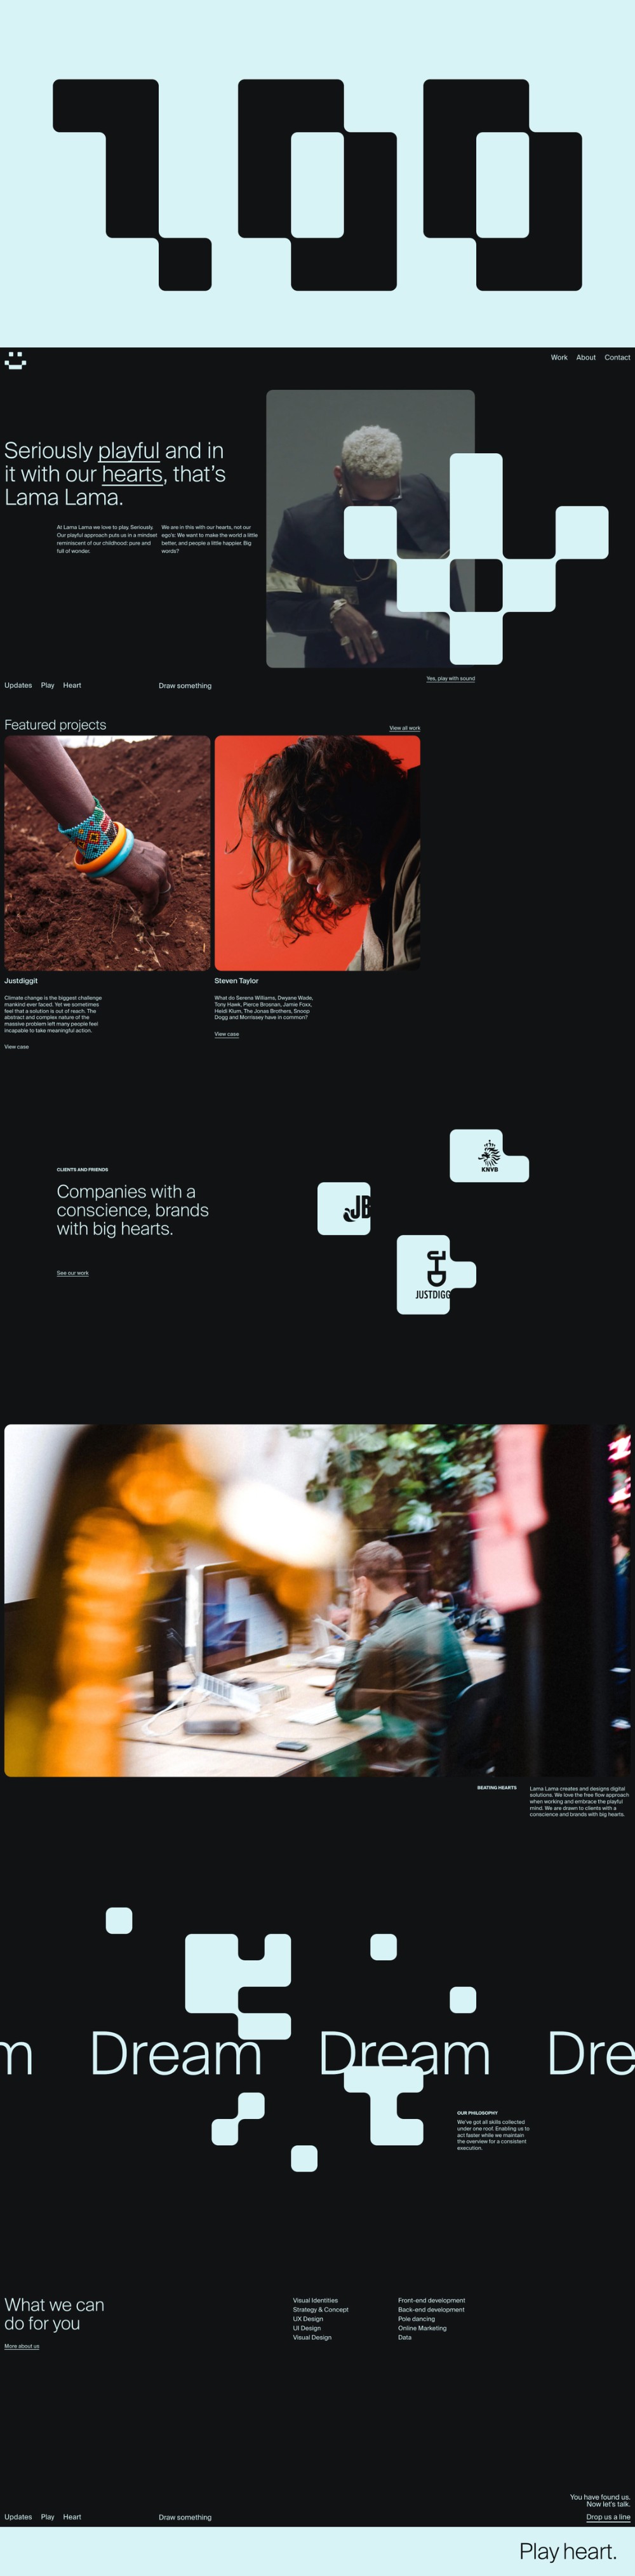 100
Work About Contact
Seriously playful and in
it with our hearts, that’s
Lama Lama.
At Lama Lama we love to play. Seriously.
Our playful approach puts us in a mindset
reminiscent of our childhood: pure and
full of wonder.
We are in this with our hearts, not our
ego's: We want to make the world a little
better, and people a little happier. Big
words?
Yes, play with sound
Updates Play Heart Draw something
Featured projects
View all work
Justdiggit
Climate change is the biggest challenge
mankind ever faced. Yet we sometimes
feel that a solution is out of reach. The
abstract and complex nature of the
massive problem left many people feel
incapable to take meaningful action.
View case
Steven Taylor
What do Serena Williams, Dwyane Wade,
Tony Hawk, Pierce Brosnan, Jamie Foxx,
Heidi Klum, The Jonas Brothers, Snoop
Dogg and Morrissey have in common?
View case
CLIENTS AND FRIENDS
Companies with a
conscience, brands
with big hearts.
See our work
KNVB
JB
JUSTDIGG
BEATING HEARTS
Lama Lama creates and designs digital
solutions. We love the free flow approach
when working and embrace the playful
mind. We are drawn to clients with a
conscience and brands with big hearts.
m Dream Dream Dre
OUR PHILOSOPHY
We've got all skills collected
under one roof. Enabling us to
act faster while we maintain
the overview for a consistent
execution.
What we can
do for you
More about us
Visual Identities
Strategy & Concept
UX Design
UI Design
Visual Design
Front-end development
Back-end development
Pole dancing
Online Marketing
Data
You have found us.
Now let's talk.
Updates Play Heart Draw something
Drop us a line
Play heart.